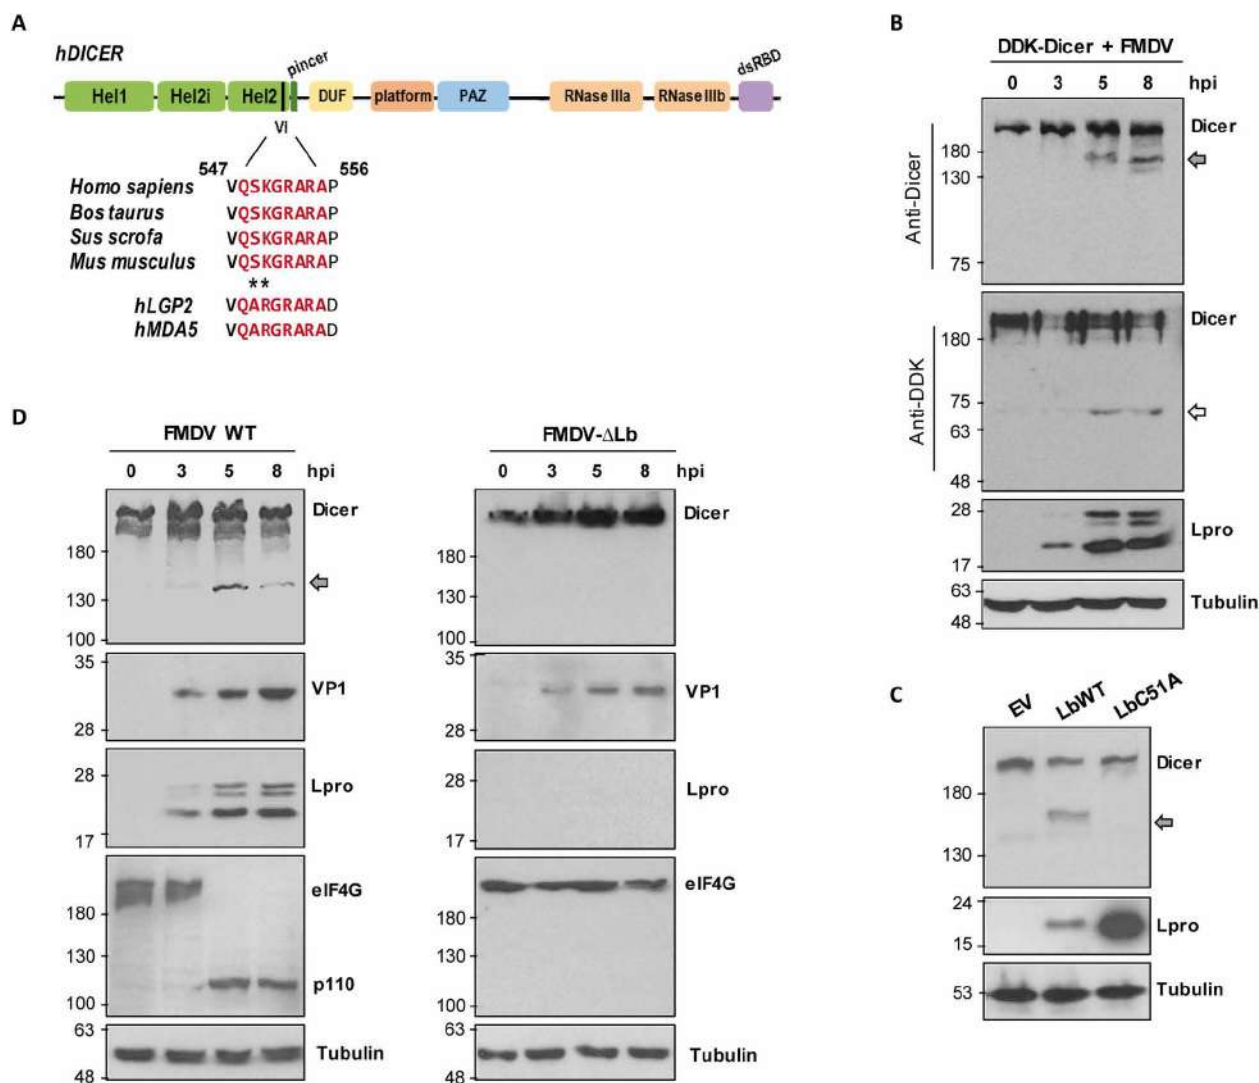 A
hDICER
pincer
dsRBD
Hel1 Hel2i Hel2 DUF platform PAZ RNase IIIa RNase IIIb
VI
547 556
Homo sapiens VQSKGRARAP
Bos taurus VQSKGRARAP
Sus scrofa VQSKGRARAP
Mus musculus VQSKGRARAP
**
hLGP2 VQARGRARAD
hMDA5 VQARGRARAD
B
DDK-Dicer + FMDV
0 3 5 8 hpi
Anti-Dicer
Dicer
180
130
75
Anti-DDK
Dicer
180
75
63
48
28
Lpro
17
63
Tubulin
48
C
EV LbWT LbC51A
Dicer
180
130
24
Lpro
15
53
Tubulin
D
FMDV WT
0 3 5 8 hpi
Dicer
180
130
100
35
VP1
28
28
Lpro
17
eIF4G
180
130
p110
100
63
Tubulin
48
FMDV-ΔLb
0 3 5 8 hpi
Dicer
180
130
100
35
VP1
28
28
Lpro
17
eIF4G
180
130
100
63
Tubulin
48